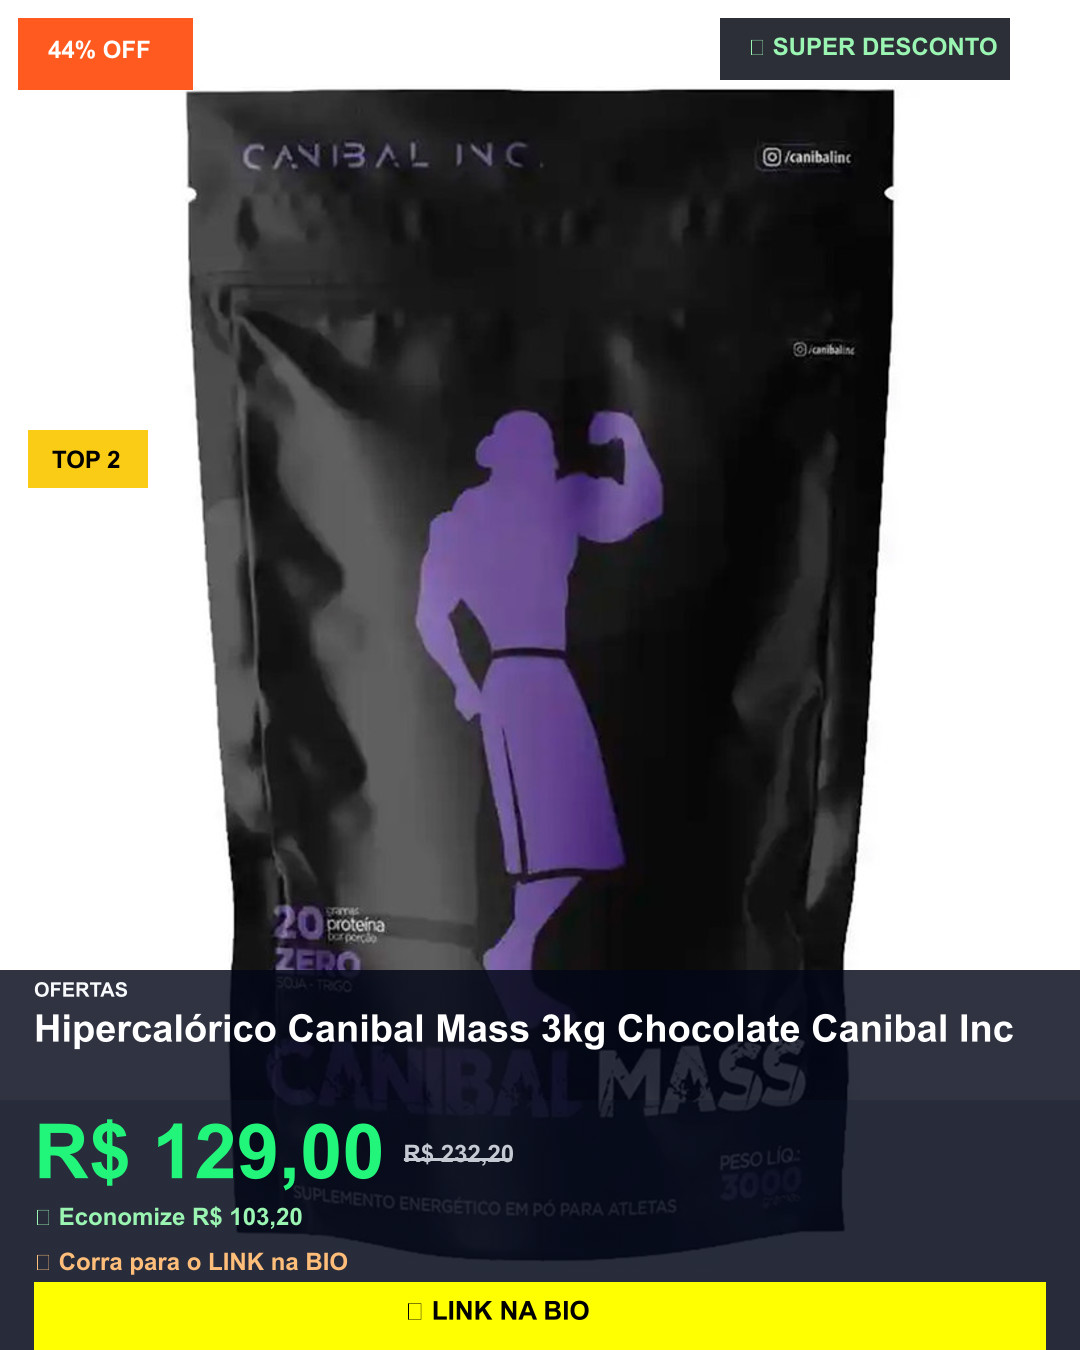 44% OFF
SUPER DESCONTO
CANIBAL INC.
/canibalinc
/canibalinc
TOP 2
20 gramas
proteína
por porção
ZERO
SOJA - TRIGO
OFERTAS
Hipercalórico Canibal Mass 3kg Chocolate Canibal Inc
CANIBAL MASS
R$ 129,00 R$ 232,20
PESO LÍQ.:
3000
SUPLEMENTO ENERGÉTICO EM PÓ PARA ATLETAS
Economize R$ 103,20
Corra para o LINK na BIO
LINK NA BIO